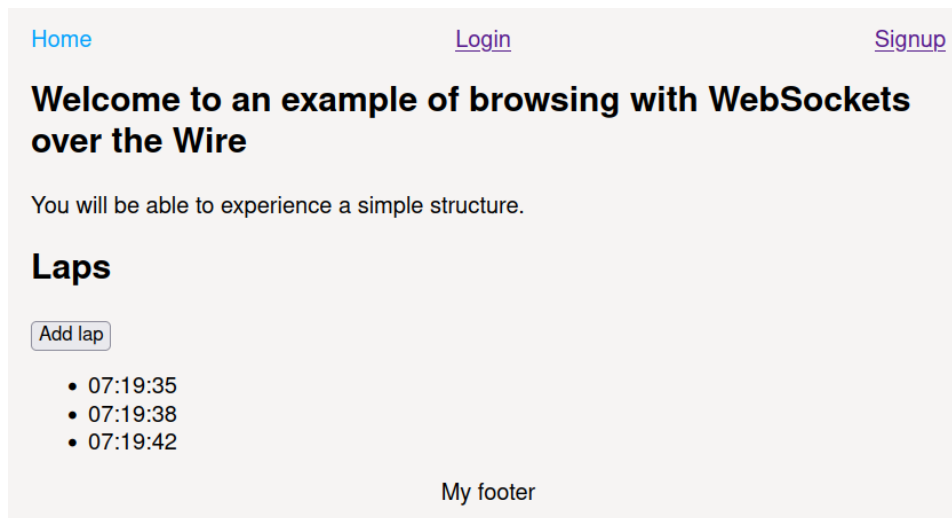 Home Login Signup
Welcome to an example of browsing with WebSockets
over the Wire
You will be able to experience a simple structure.
Laps
Add lap
07:19:35
07:19:38
07:19:42
My footer